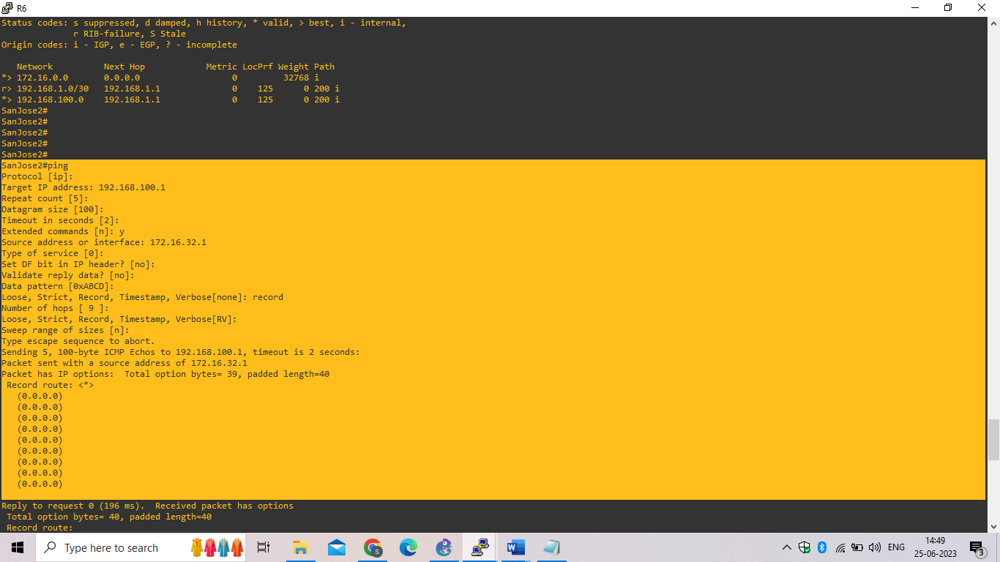 R6
Status codes: s suppressed, d damped, h history, * valid, > best, i - internal,
              r RIB-failure, S Stale
Origin codes: i - IGP, e - EGP, ? - incomplete
   Network          Next Hop            Metric LocPrf Weight Path
*> 172.16.0.0       0.0.0.0                  0         32768 i
r> 192.168.1.0/30   192.168.1.1              0    125      0 200 i
*> 192.168.100.0    192.168.1.1              0    125      0 200 i
SanJose2#
SanJose2#
SanJose2#
SanJose2#
SanJose2#
SanJose2#ping
Protocol [ip]:
Target IP address: 192.168.100.1
Repeat count [5]:
Datagram size [100]:
Timeout in seconds [2]:
Extended commands [n]: y
Source address or interface: 172.16.32.1
Type of service [0]:
Set DF bit in IP header? [no]:
Validate reply data? [no]:
Data pattern [0xABCD]:
Loose, Strict, Record, Timestamp, Verbose[none]: record
Number of hops [ 9 ]:
Loose, Strict, Record, Timestamp, Verbose[RV]:
Sweep range of sizes [n]:
Type escape sequence to abort.
Sending 5, 100-byte ICMP Echos to 192.168.100.1, timeout is 2 seconds:
Packet sent with a source address of 172.16.32.1
Packet has IP options:  Total option bytes= 39, padded length=40
 Record route: <*>
   (0.0.0.0)
   (0.0.0.0)
   (0.0.0.0)
   (0.0.0.0)
   (0.0.0.0)
   (0.0.0.0)
   (0.0.0.0)
   (0.0.0.0)
   (0.0.0.0)
Reply to request 0 (196 ms).  Received packet has options
 Total option bytes= 40, padded length=40
 Record route:
Type here to search
S
W
ENG
14:49
25-06-2023
3